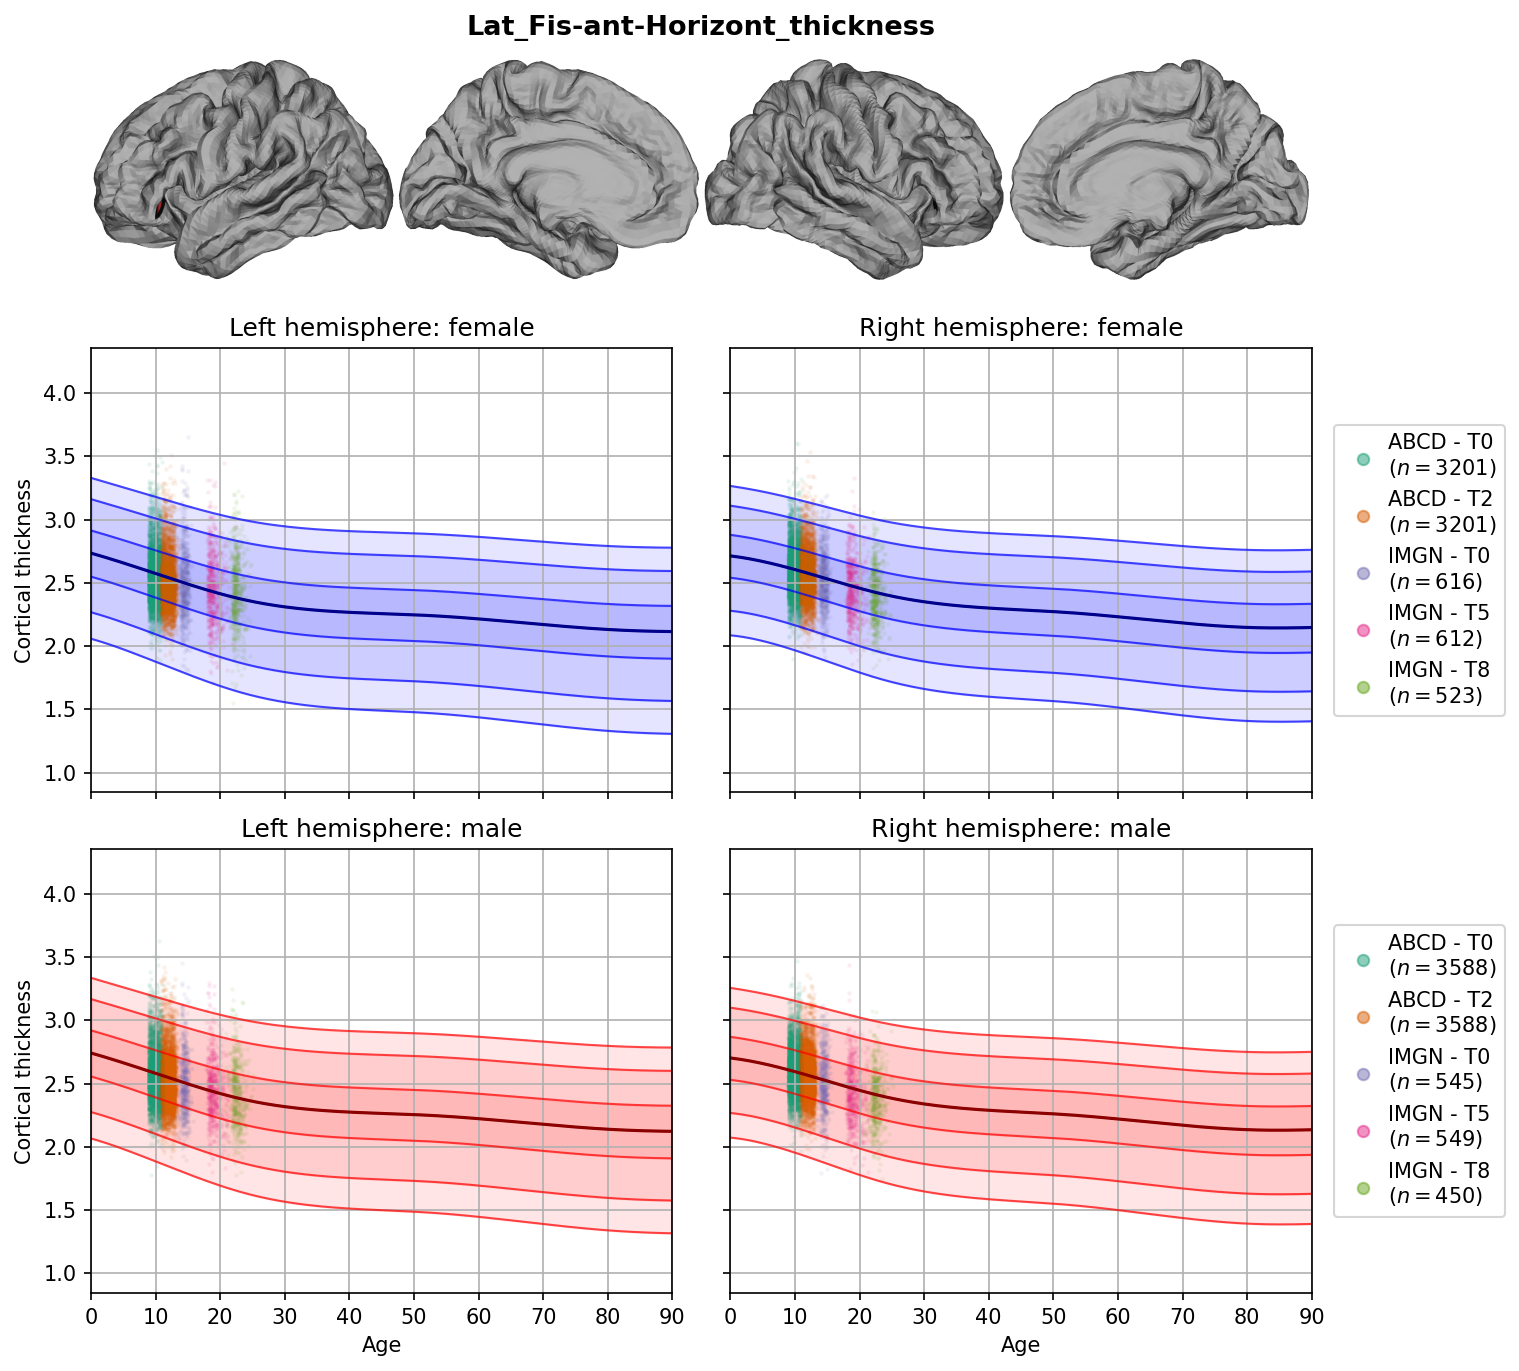 Lat_Fis-ant-Horizont_thickness
Left hemisphere: female
Right hemisphere: female
Cortical thickness
4.0
3.5
3.0
2.5
2.0
1.5
1.0
ABCD - T0
(n = 3201)
ABCD - T2
(n = 3201)
IMGN - T0
(n = 616)
IMGN - T5
(n = 612)
IMGN - T8
(n = 523)
Left hemisphere: male
Right hemisphere: male
Cortical thickness
4.0
3.5
3.0
2.5
2.0
1.5
1.0
ABCD - T0
(n = 3588)
ABCD - T2
(n = 3588)
IMGN - T0
(n = 545)
IMGN - T5
(n = 549)
IMGN - T8
(n = 450)
0 10 20 30 40 50 60 70 80 90
0 10 20 30 40 50 60 70 80 90
Age
Age